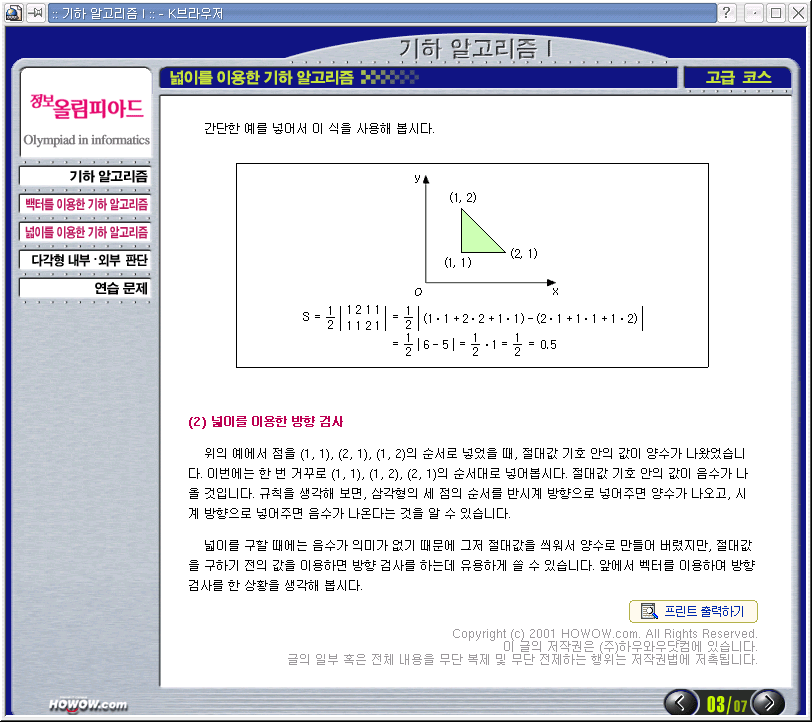 :: 기하 알고리즘 I :: - K브라우저
기하 알고리즘 I
정보올림피아드
Olympiad in informatics
기하 알고리즘
백터를 이용한 기하 알고리즘
넓이를 이용한 기하 알고리즘
다각형 내부·외부 판단
연습 문제
넓이를 이용한 기하 알고리즘
고급 코스
간단한 예를 넣어서 이 식을 사용해 봅시다.
y
(1, 2)
(2, 1)
(1, 1)
O
x
S = 1/2 | 1 2 1 1 / 1 1 2 1 | = 1/2 | (1·1 + 2·2 + 1·1) – (2·1 + 1·1 + 1·2) |
= 1/2 | 6 – 5 | = 1/2 · 1 = 1/2 = 0.5
(2) 넓이를 이용한 방향 검사
위의 예에서 점을 (1, 1), (2, 1), (1, 2)의 순서로 넣었을 때, 절대값 기호 안의 값이 양수가 나왔었습니
다. 이번에는 한 번 거꾸로 (1, 1), (1, 2), (2, 1)의 순서대로 넣어봅시다. 절대값 기호 안의 값이 음수가 나
올 것입니다. 규칙을 생각해 보면, 삼각형의 세 점의 순서를 반시계 방향으로 넣어주면 양수가 나오고, 시
계 방향으로 넣어주면 음수가 나온다는 것을 알 수 있습니다.
넓이를 구할 때에는 음수가 의미가 없기 때문에 그저 절대값을 씌워서 양수로 만들어 버렸지만, 절대값
을 구하기 전의 값을 이용하면 방향 검사를 하는데 유용하게 쓸 수 있습니다. 앞에서 벡터를 이용하여 방향
검사를 한 상황을 생각해 봅시다.
프린트 출력하기
Copyright (c) 2001 HOWOW.com. All Rights Reserved.
이 글의 저작권은 (주)하우와우닷컴에 있습니다.
글의 일부 혹은 전체 내용을 무단 복제 및 무단 전제하는 행위는 저작권법에 저촉됩니다.
HOWOW.com
03/07